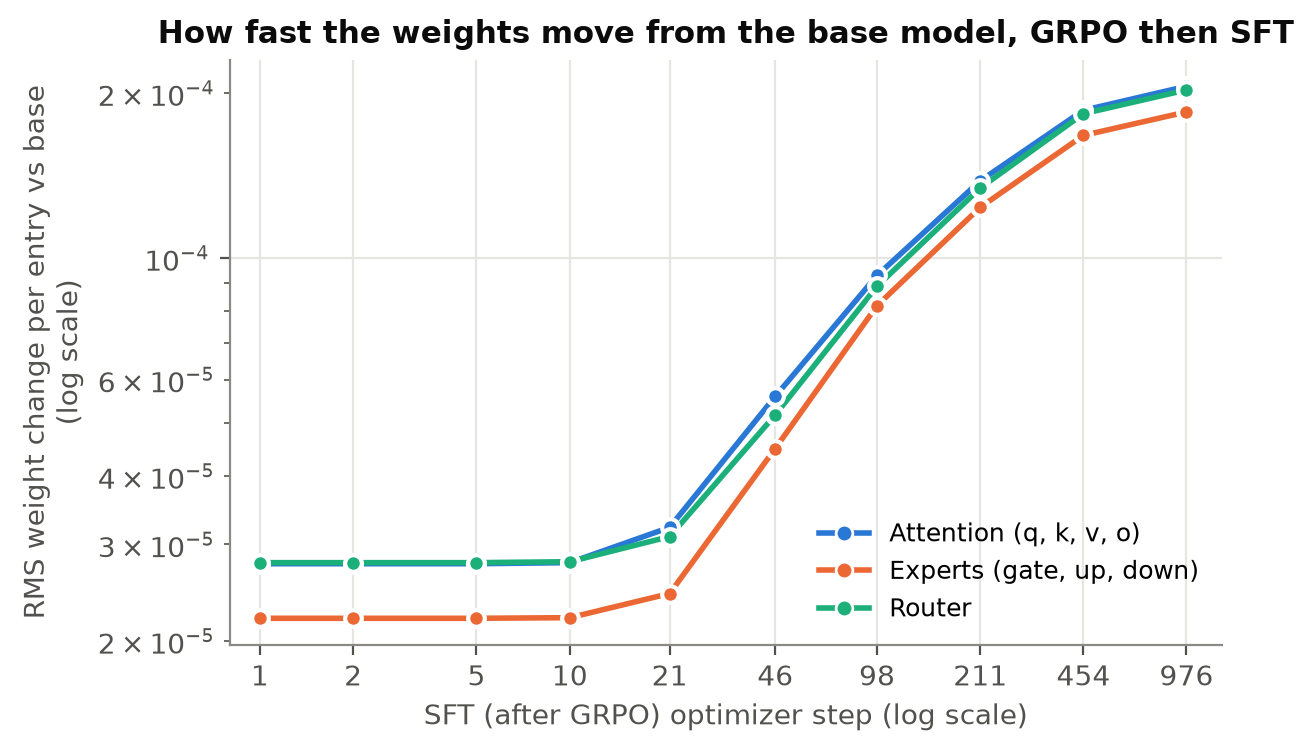 How fast the weights move from the base model, GRPO then SFT
RMS weight change per entry vs base
(log scale)
2 × 10⁻⁴
10⁻⁴
6 × 10⁻⁵
4 × 10⁻⁵
3 × 10⁻⁵
2 × 10⁻⁵
Attention (q, k, v, o)
Experts (gate, up, down)
Router
1 2 5 10 21 46 98 211 454 976
SFT (after GRPO) optimizer step (log scale)